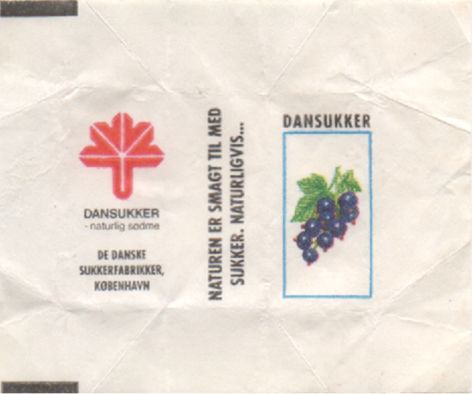 DANSUKKER
- naturlig sødme
DE DANSKE
SUKKERFABRIKKER,
KØBENHAVN
NATUREN ER SMAGT TIL MED
SUKKER. NATURLIGVIS...
DANSUKKER